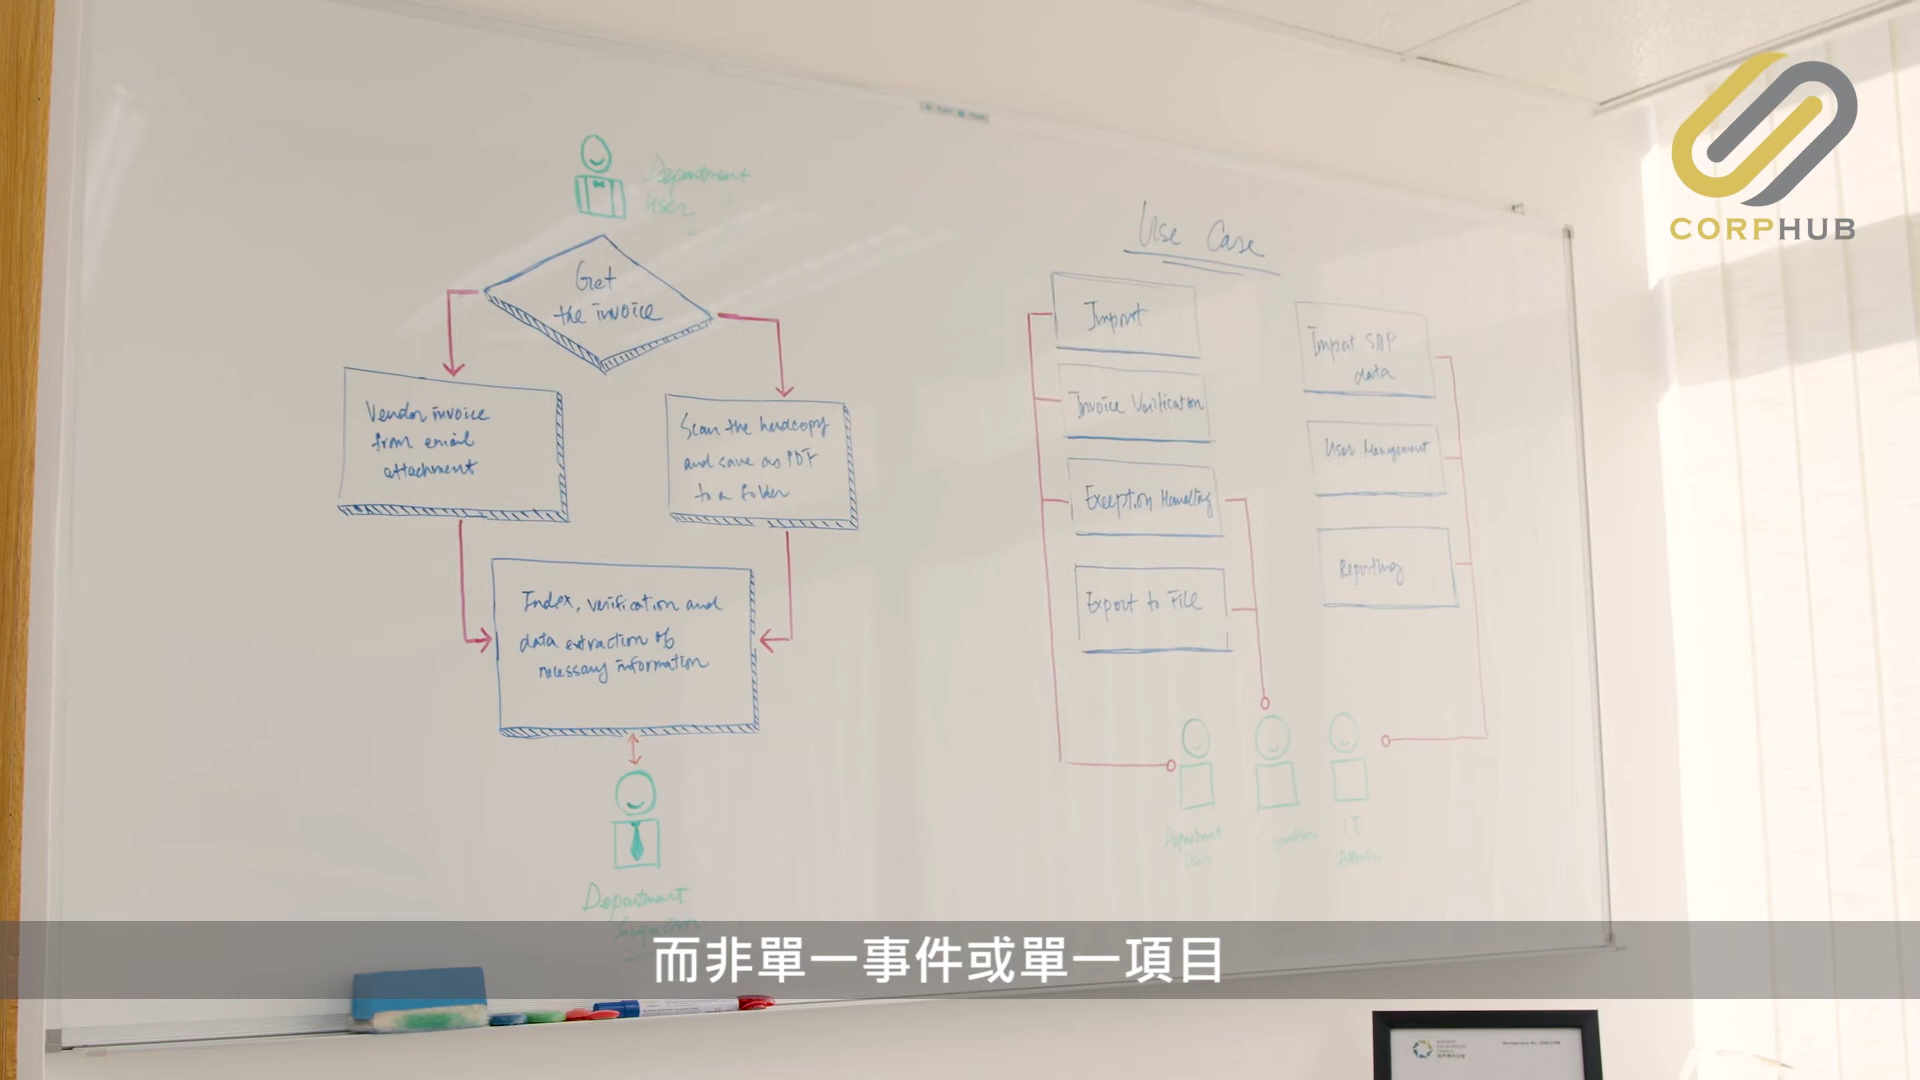 CORPHUB
Department
User
Get
the invoice
Vendor invoice
from email
attachment
Scan the hardcopy
and save as PDF
to a folder
Index, verification and
data extraction of
necessary information
Department
Use Case
Import
Invoice Verification
Exception Handling
Export to File
Import SAP
data
User Management
Reporting
Department
User
IT
而非單一事件或單一項目